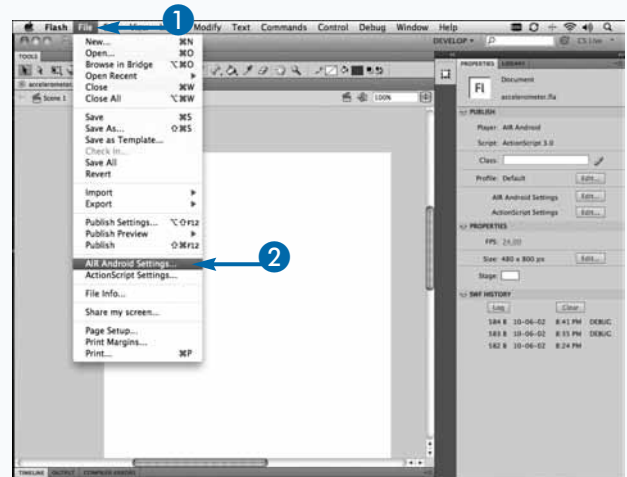 1
Flash File Modify Text Commands Control Debug Window Help
DEVELOP
CS Live
TOOLS
accelerometer
Scene 1
100%
New... ⌘N
Open... ⌘O
Browse in Bridge ⌥⌘O
Open Recent
Close ⌘W
Close All ⌥⌘W
Save ⌘S
Save As... ⇧⌘S
Save as Template...
Check In...
Save All
Revert
Import
Export
Publish Settings... ⌥⇧F12
Publish Preview
Publish ⇧⌘F12
AIR Android Settings...
2
ActionScript Settings...
File Info...
Share my screen...
Page Setup...
Print Margins...
Print... ⌘P
PROPERTIES LIBRARY
Fl
Document
accelerometer.fla
PUBLISH
Player: AIR Android
Script: ActionScript 3.0
Class:
Profile: Default Edit...
AIR Android Settings Edit...
ActionScript Settings Edit...
PROPERTIES
FPS: 24.00
Size: 480 x 800 px Edit...
Stage:
SWF HISTORY
Log Clear
584 B 10-06-02 8:41 PM DEBUG
583 B 10-06-02 8:35 PM DEBUG
582 B 10-06-02 8:24 PM
TIMELINE OUTPUT COMPILER ERRORS